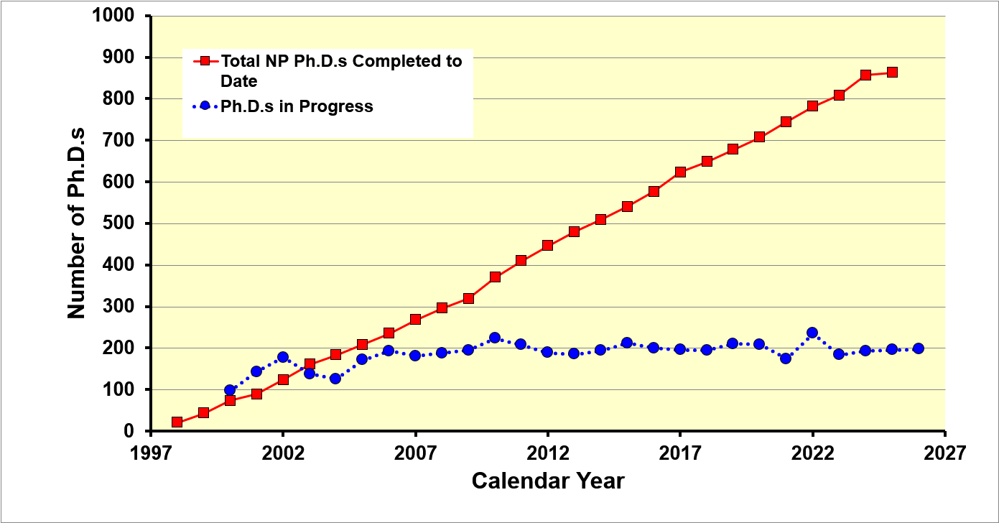 1000
900
800
700
600
500
400
300
200
100
0
Number of Ph.D.s
Total NP Ph.D.s Completed to
Date
Ph.D.s in Progress
1997 2002 2007 2012 2017 2022 2027
Calendar Year